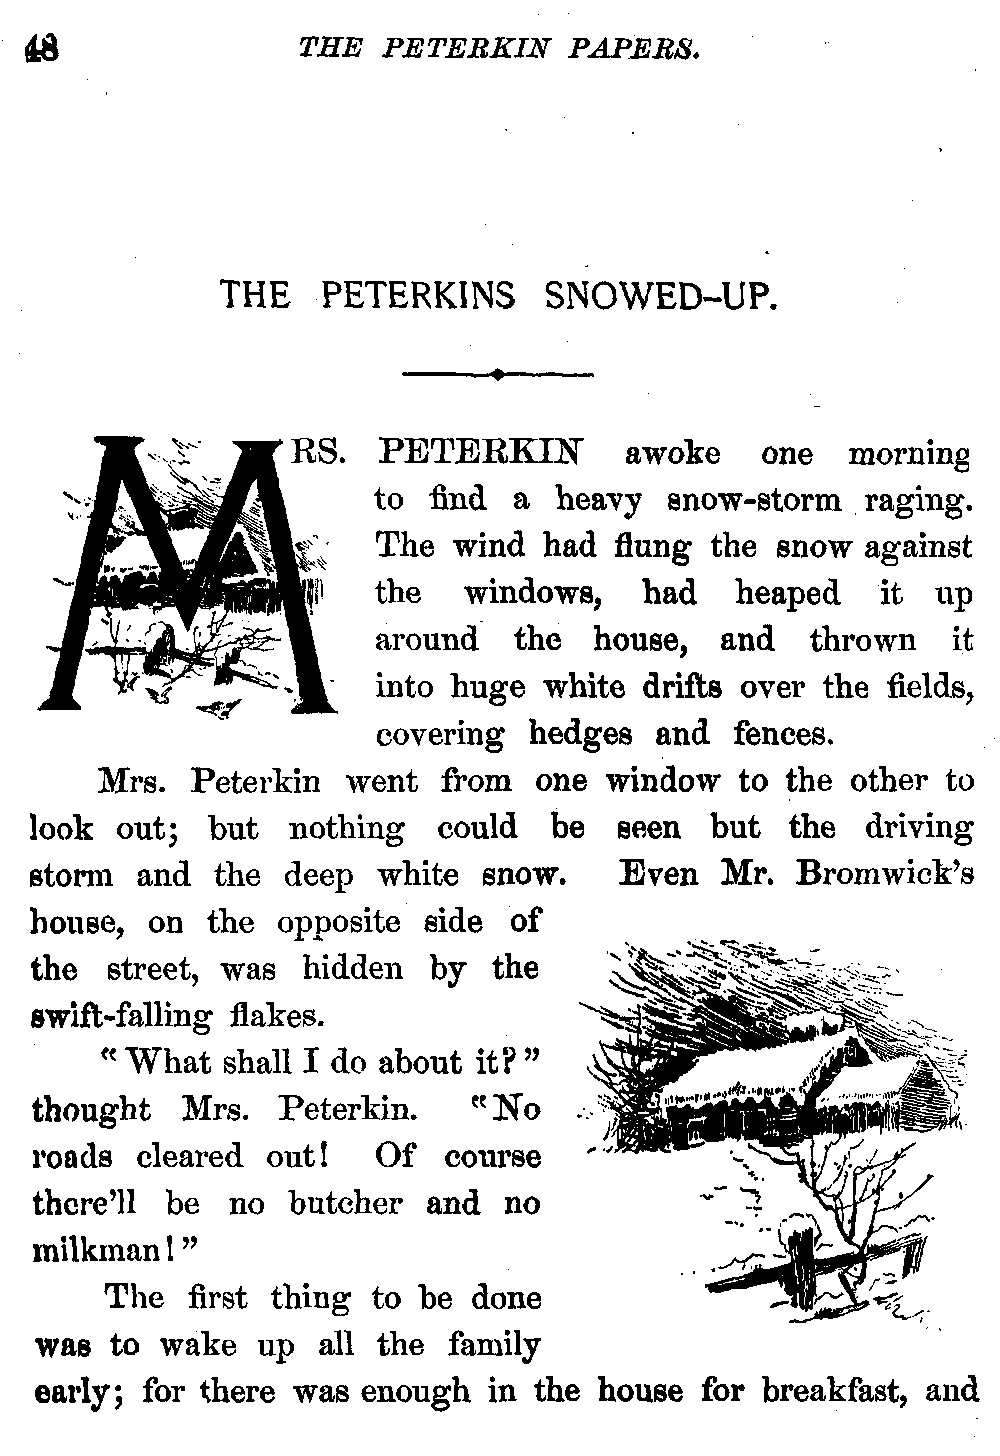 48 THE PETERKIN PAPERS.
THE PETERKINS SNOWED-UP.
MRS. PETERKIN awoke one morning
to find a heavy snow-storm raging.
The wind had flung the snow against
the windows, had heaped it up
around the house, and thrown it
into huge white drifts over the fields,
covering hedges and fences.
Mrs. Peterkin went from one window to the other to
look out; but nothing could be seen but the driving
storm and the deep white snow. Even Mr. Bromwick's
house, on the opposite side of
the street, was hidden by the
swift-falling flakes.
"What shall I do about it?"
thought Mrs. Peterkin. "No
roads cleared out! Of course
there'll be no butcher and no
milkman!"
The first thing to be done
was to wake up all the family
early; for there was enough in the house for breakfast, and